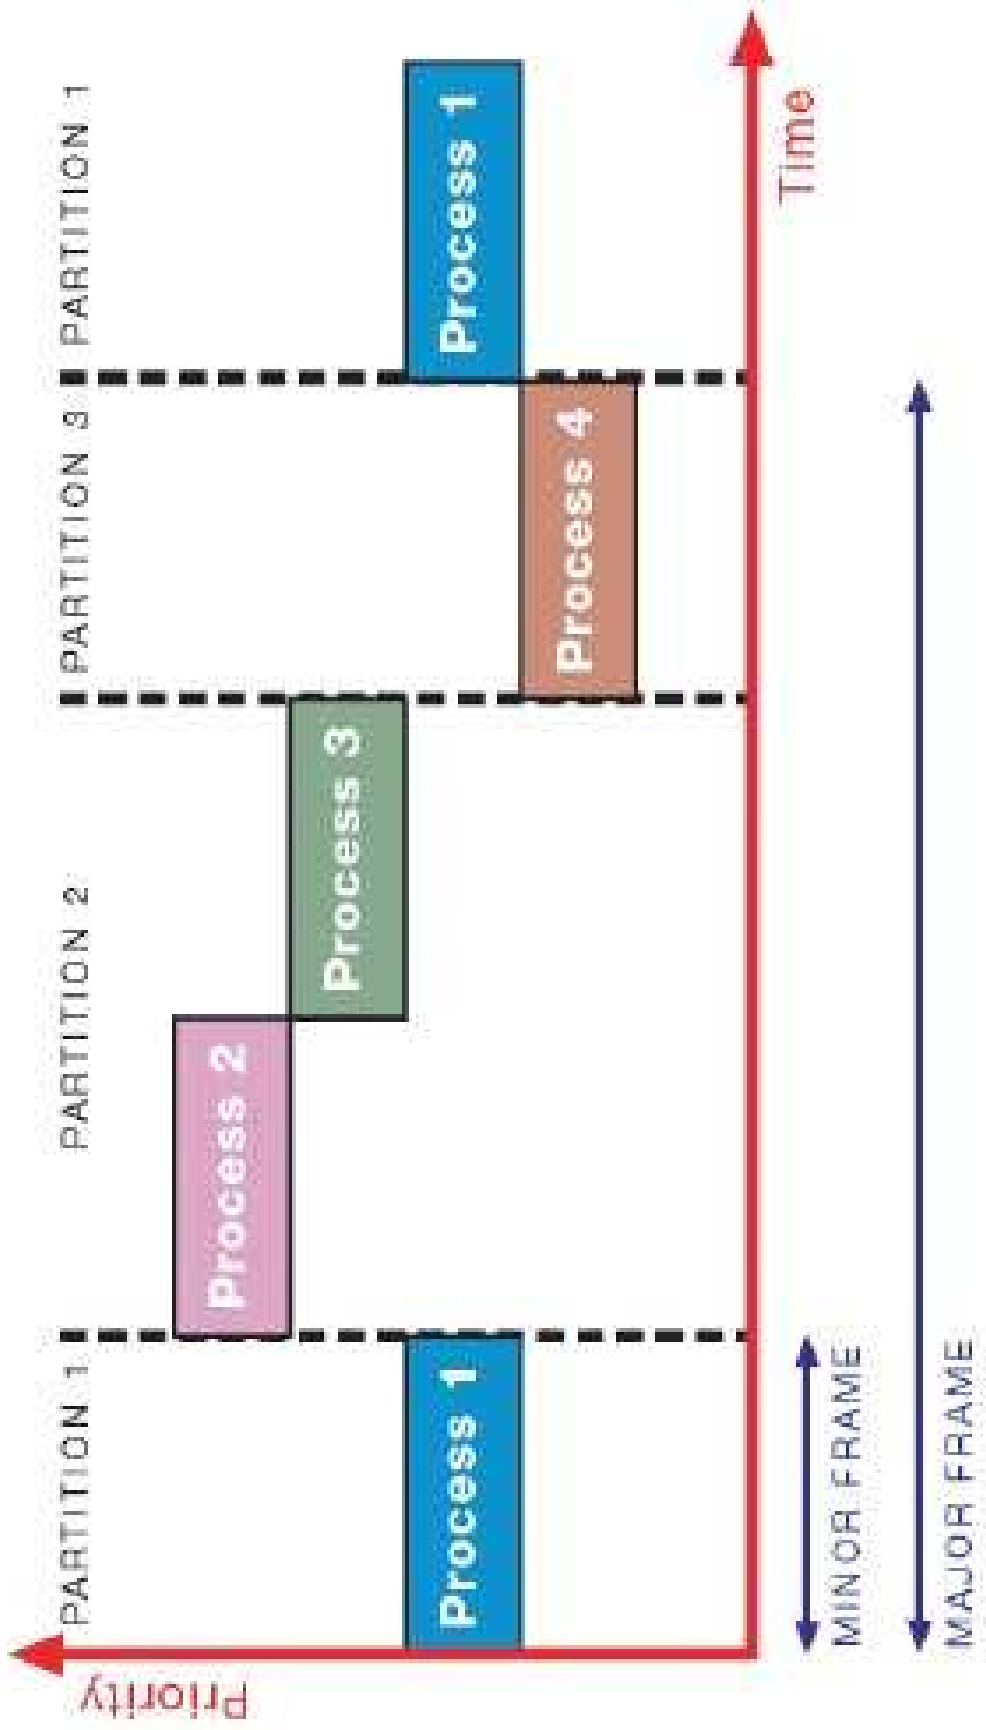 PARTITION 1
PARTITION 2
PARTITION 3
PARTITION 1
Priority
Process 2
Process 3
Process 1
Process 1
Process 4
Time
MINOR FRAME
MAJOR FRAME